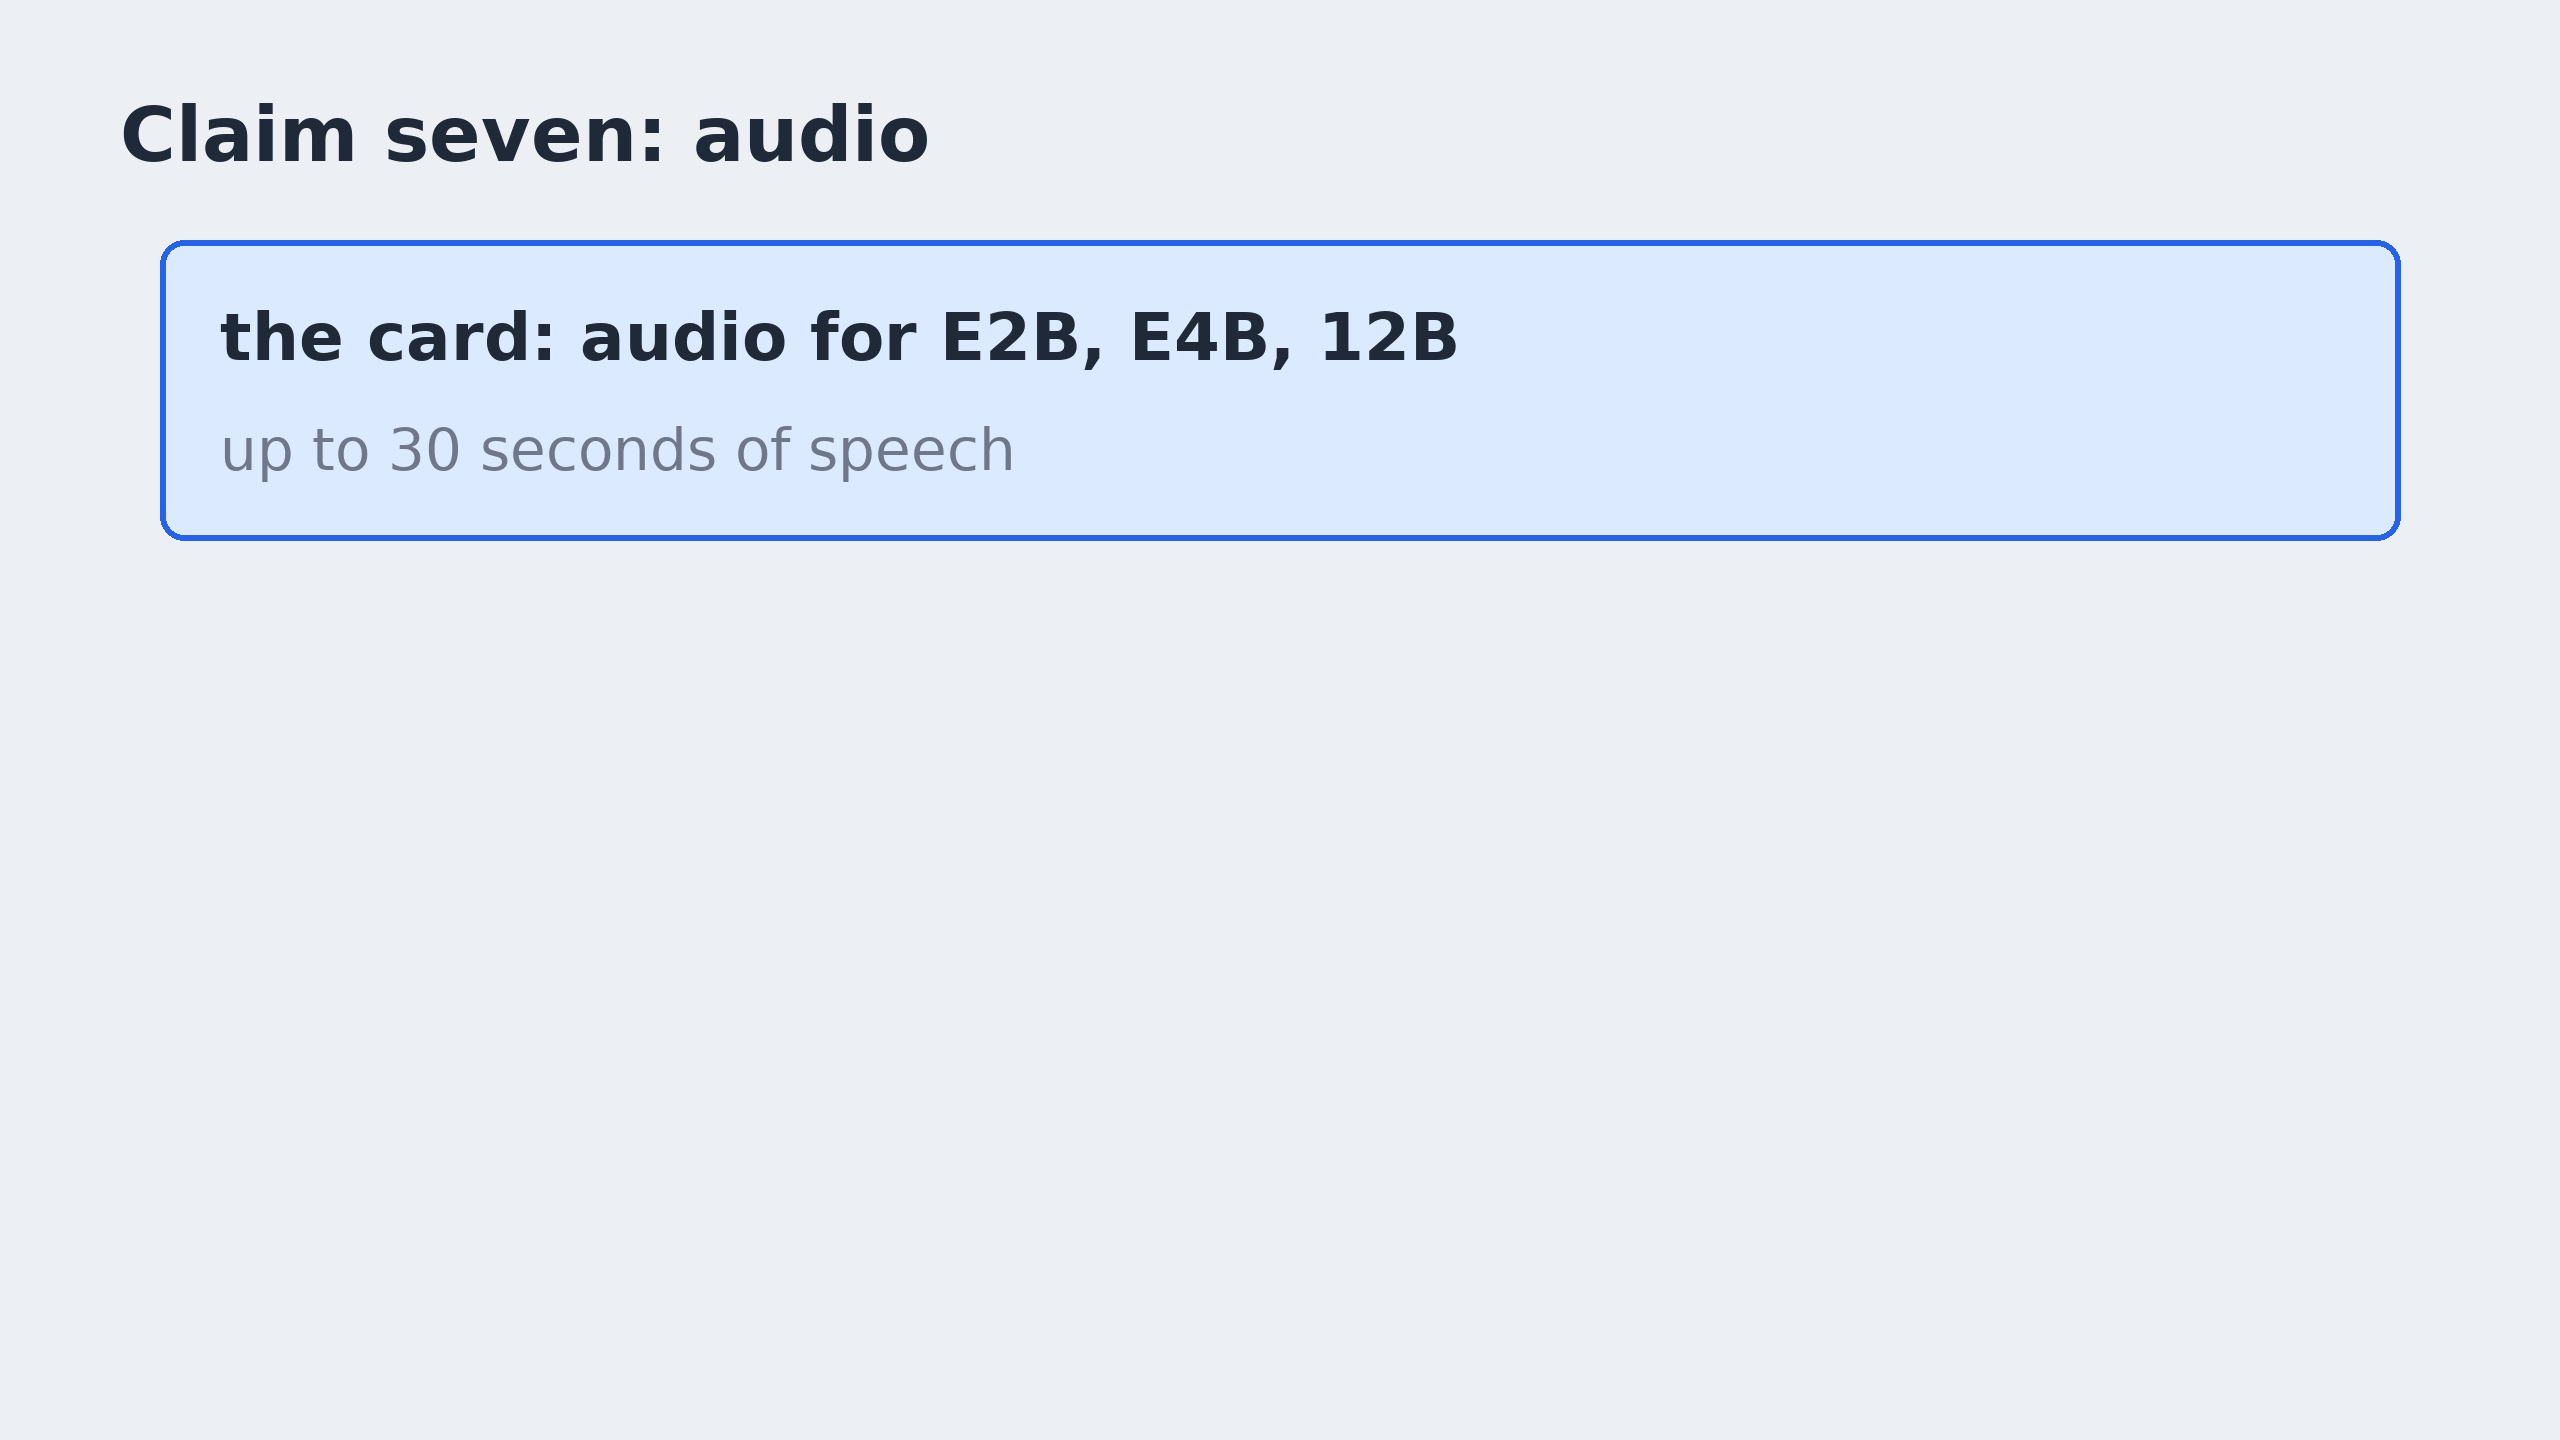 Claim seven: audio
the card: audio for E2B, E4B, 12B
up to 30 seconds of speech